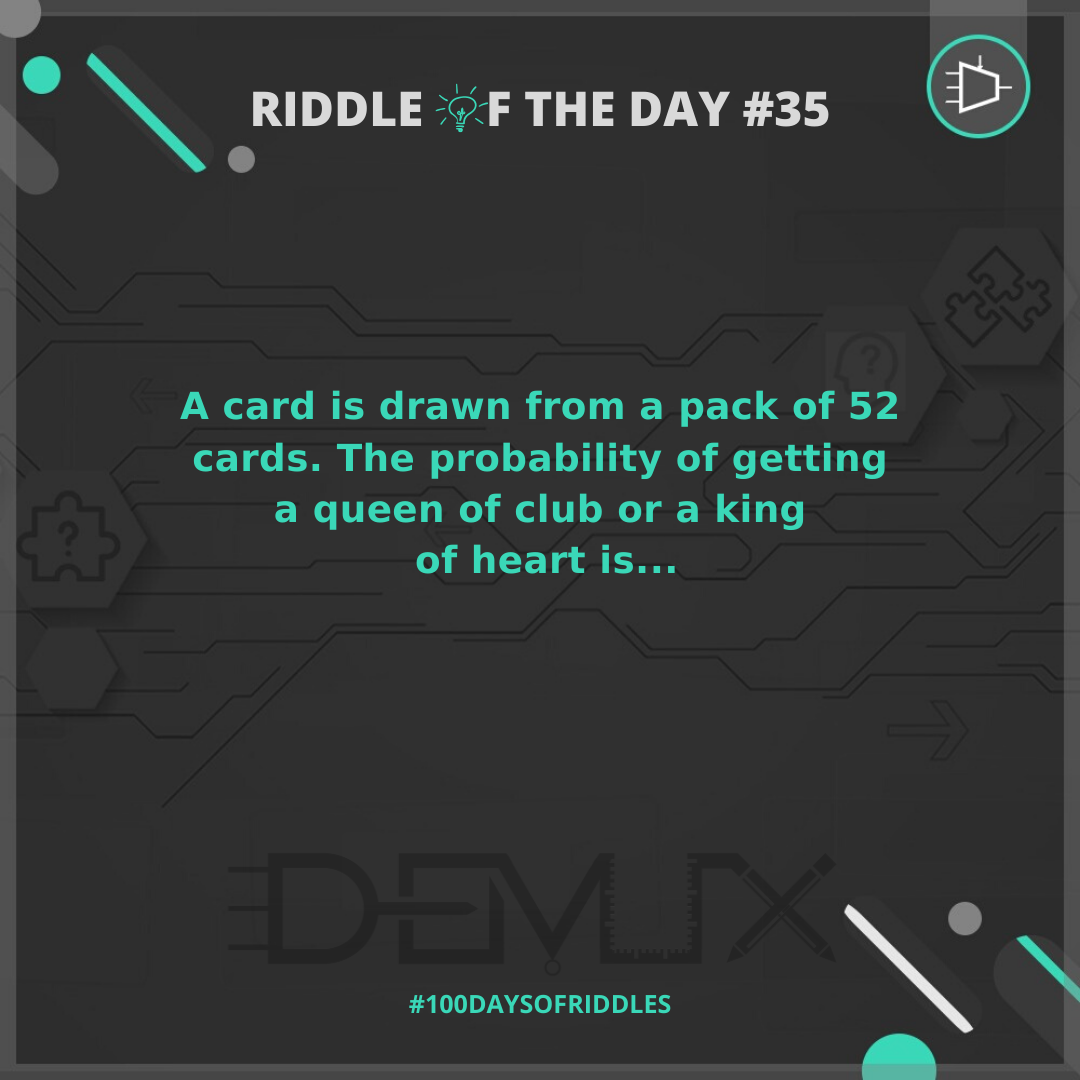 RIDDLE OF THE DAY #35
A card is drawn from a pack of 52
cards. The probability of getting
a queen of club or a king
of heart is...
DEMUX
#100DAYSOFRIDDLES